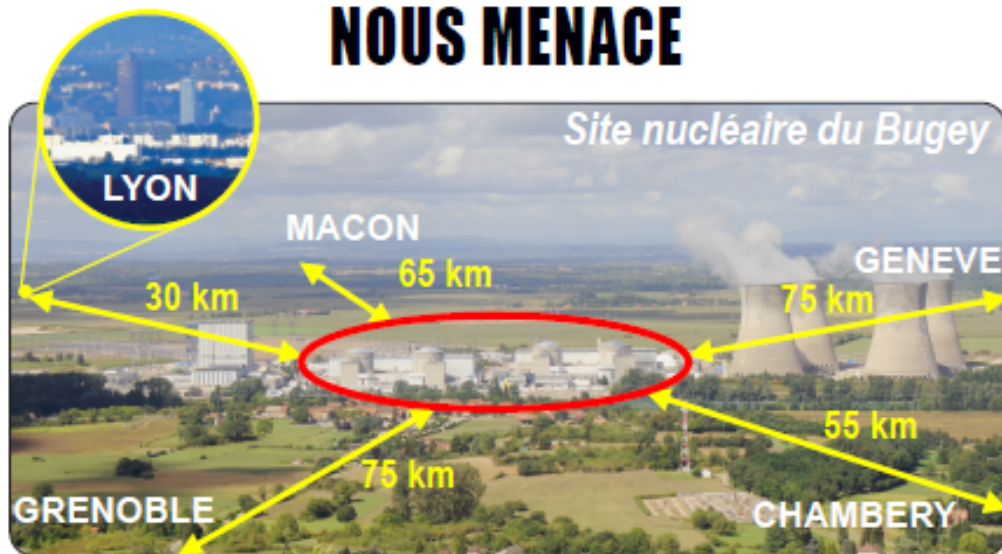 NOUS MENACE
Site nucléaire du Bugey
LYON
MACON
65 km
GENEVE
30 km
75 km
55 km
75 km
GRENOBLE
CHAMBERY